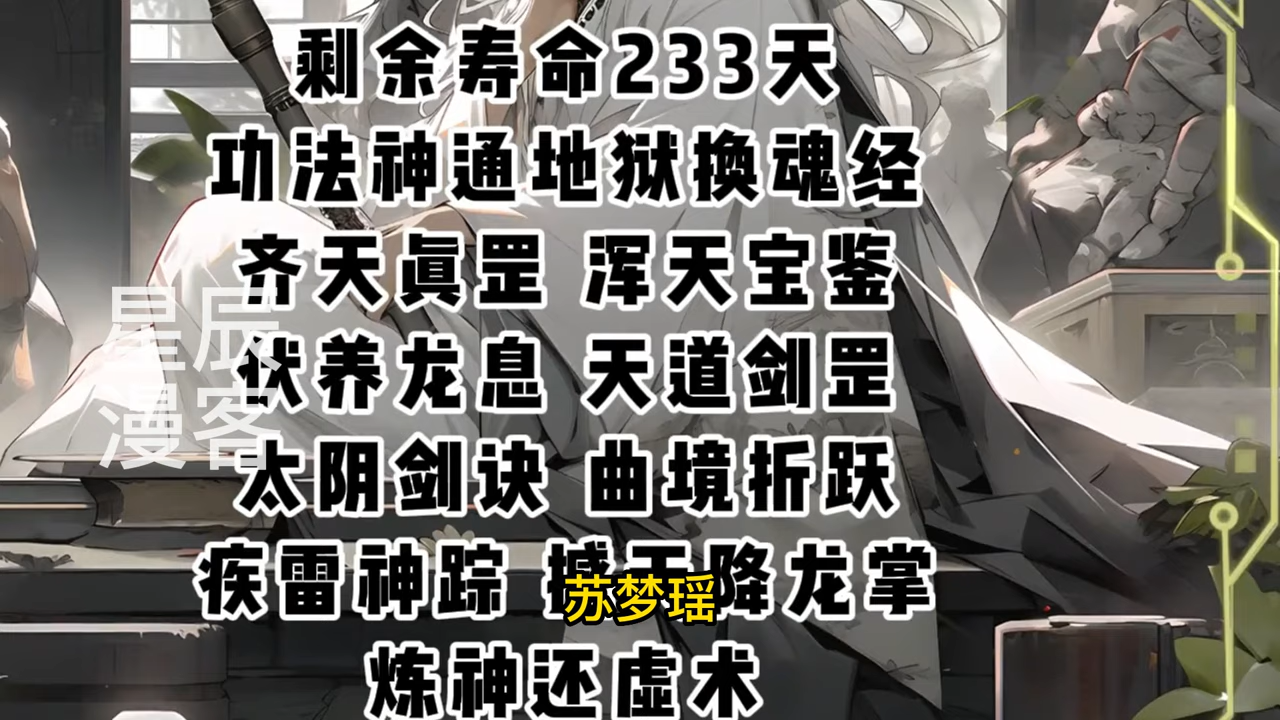 剩余寿命233天
功法神通地狱换魂经
齐天真罡 浑天宝鉴
伏养龙息 天道剑罡
太阴剑诀 曲境折跃
疾雷神踪 撼天降龙掌
炼神还虚术
星辰
漫客
苏梦瑶